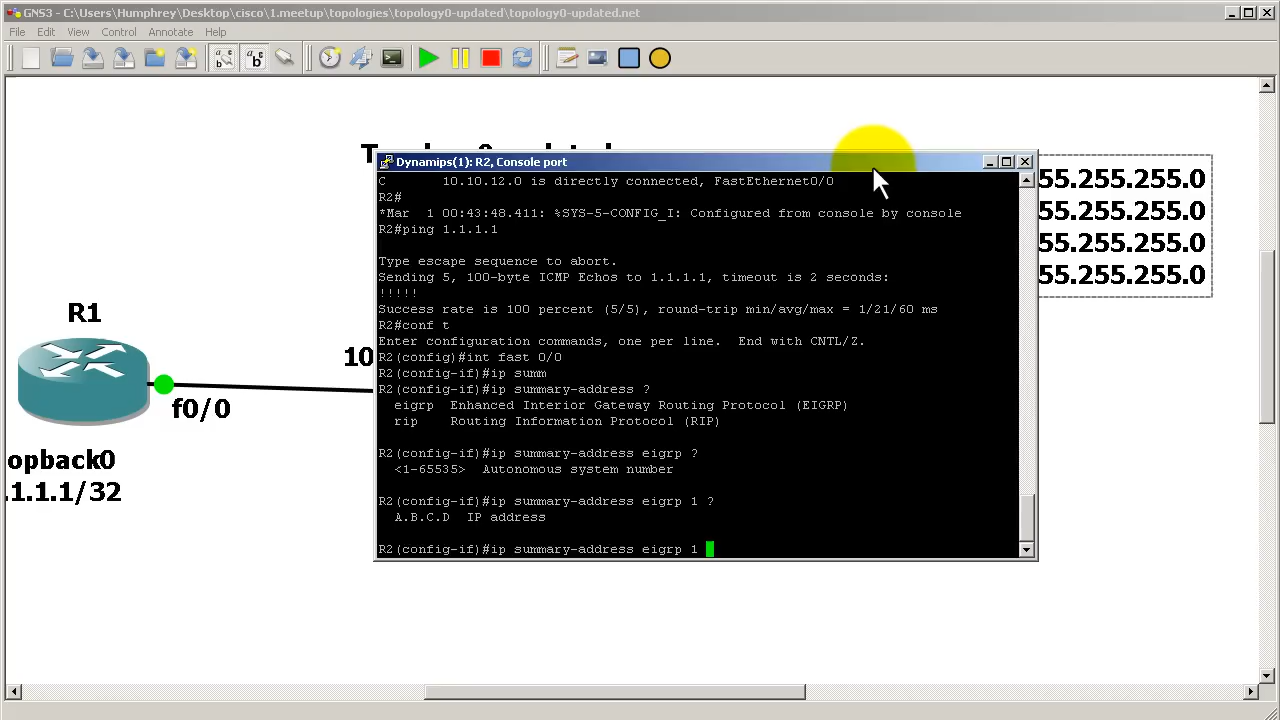 GNS3 - C:\Users\Humphrey\Desktop\cisco\1.meetup\topologies\topology0-updated\topology0-updated.net
File Edit View Control Annotate Help
Dynamips(1): R2, Console port
C 10.10.12.0 is directly connected, FastEthernet0/0
R2#
*Mar 1 00:43:48.411: %SYS-5-CONFIG_I: Configured from console by console
R2#ping 1.1.1.1
Type escape sequence to abort.
Sending 5, 100-byte ICMP Echos to 1.1.1.1, timeout is 2 seconds:
!!!!!
Success rate is 100 percent (5/5), round-trip min/avg/max = 1/21/60 ms
R2#conf t
Enter configuration commands, one per line. End with CNTL/Z.
R2(config)#int fast 0/0
R2(config-if)#ip summ
R2(config-if)#ip summary-address ?
eigrp Enhanced Interior Gateway Routing Protocol (EIGRP)
rip Routing Information Protocol (RIP)
R2(config-if)#ip summary-address eigrp ?
<1-65535> Autonomous system number
R2(config-if)#ip summary-address eigrp 1 ?
A.B.C.D IP address
R2(config-if)#ip summary-address eigrp 1
55.255.255.0
55.255.255.0
55.255.255.0
55.255.255.0
R1
10
f0/0
opback0
.1.1.1/32